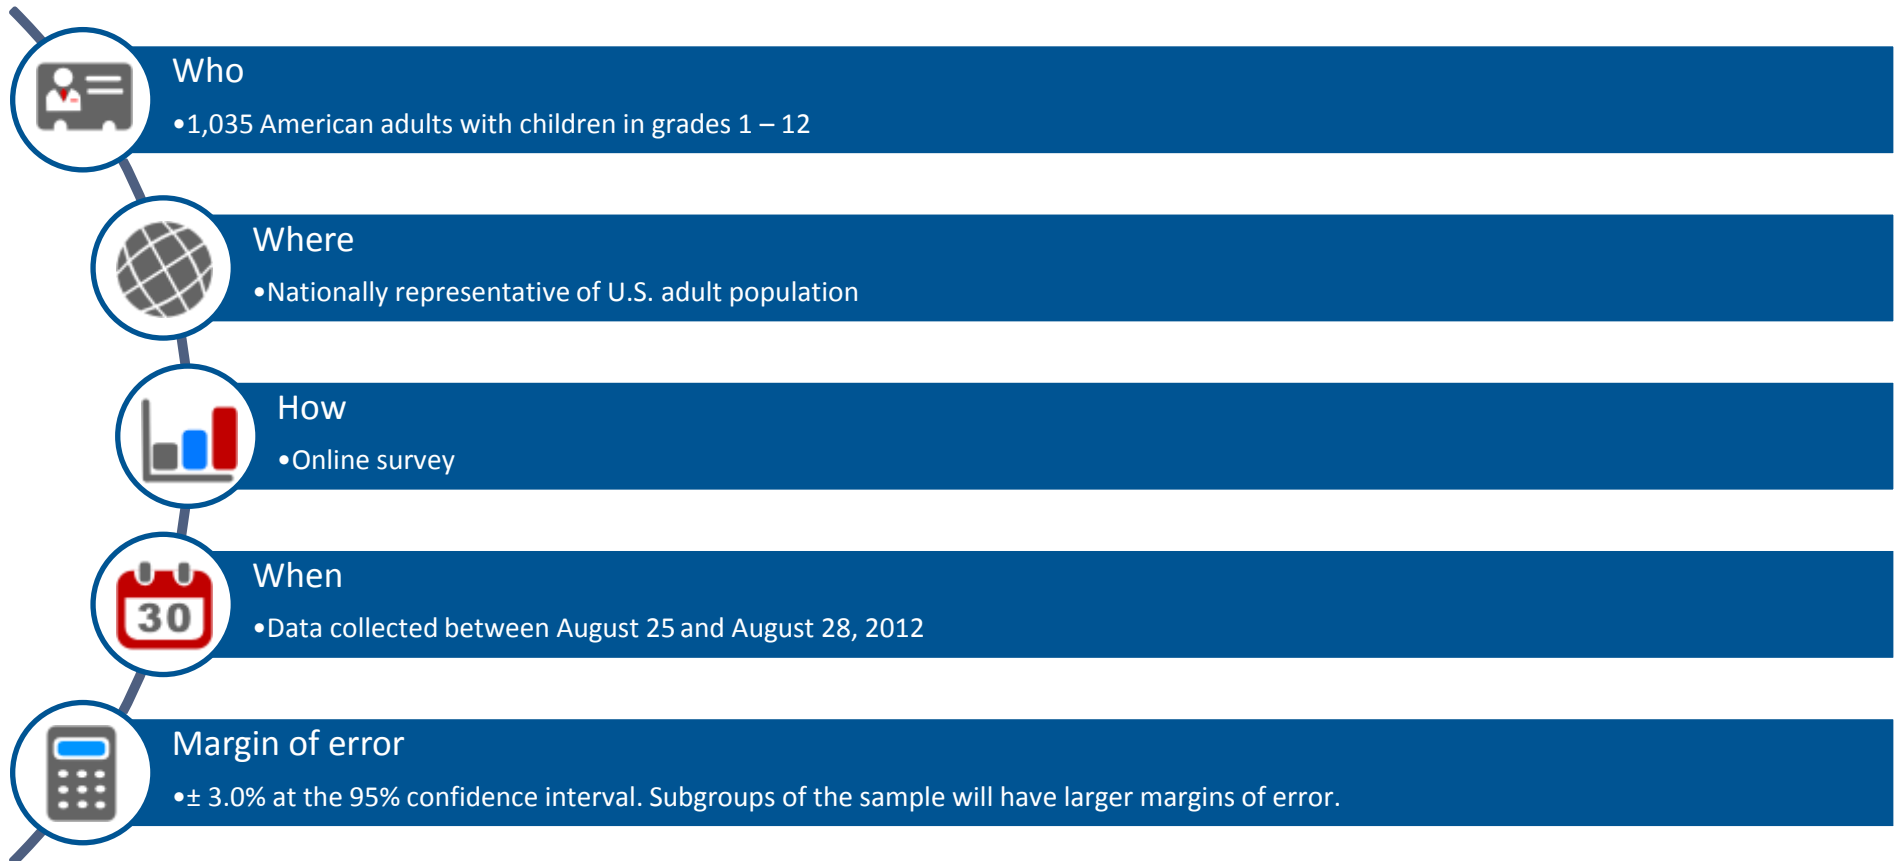 Who
•1,035 American adults with children in grades 1 – 12
Where
•Nationally representative of U.S. adult population
How
•Online survey
30
When
•Data collected between August 25 and August 28, 2012
Margin of error
•± 3.0% at the 95% confidence interval. Subgroups of the sample will have larger margins of error.